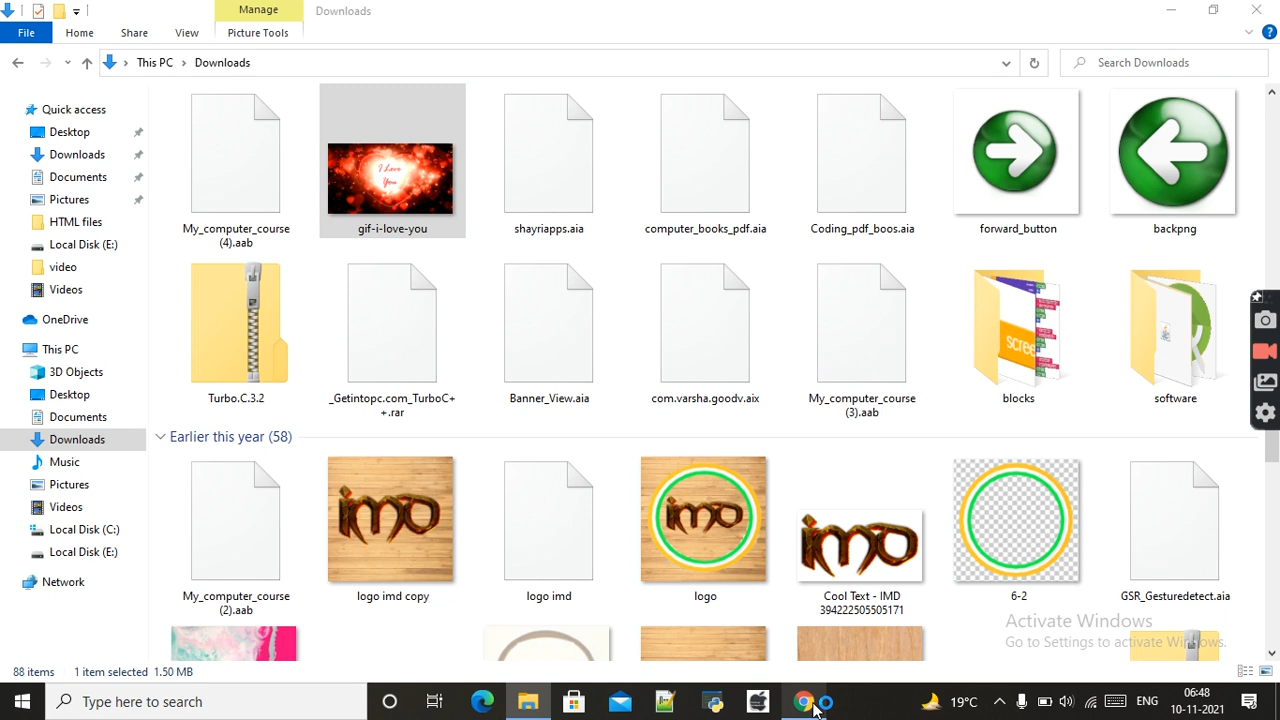 Manage
Downloads
File
Home
Share
View
Picture Tools
This PC
Downloads
Search Downloads
Quick access
Desktop
Downloads
Documents
Pictures
HTML files
Local Disk (E:)
video
Videos
OneDrive
This PC
3D Objects
Desktop
Documents
Downloads
Music
Pictures
Videos
Local Disk (C:)
Local Disk (E:)
Network
I Love
You
My_computer_course
(4).aab
gif-i-love-you
shayriapps.aia
computer_books_pdf.aia
Coding_pdf_boos.aia
forward_button
backpng
scree
Turbo.C.3.2
_Getintopc.com_TurboC+
+.rar
Banner_View.aia
com.varsha.goodv.aix
My_computer_course
(3).aab
blocks
software
Earlier this year (58)
imd
imd
imd
My_computer_course
(2).aab
logo imd copy
logo imd
logo
Cool Text - IMD
394222505505171
6-2
GSR_Gesturedetect.aia
Activate Windows
Go to Settings to activate Windows.
88 items
1 item selected 1.50 MB
Type here to search
19°C
ENG
06:48
10-11-2021